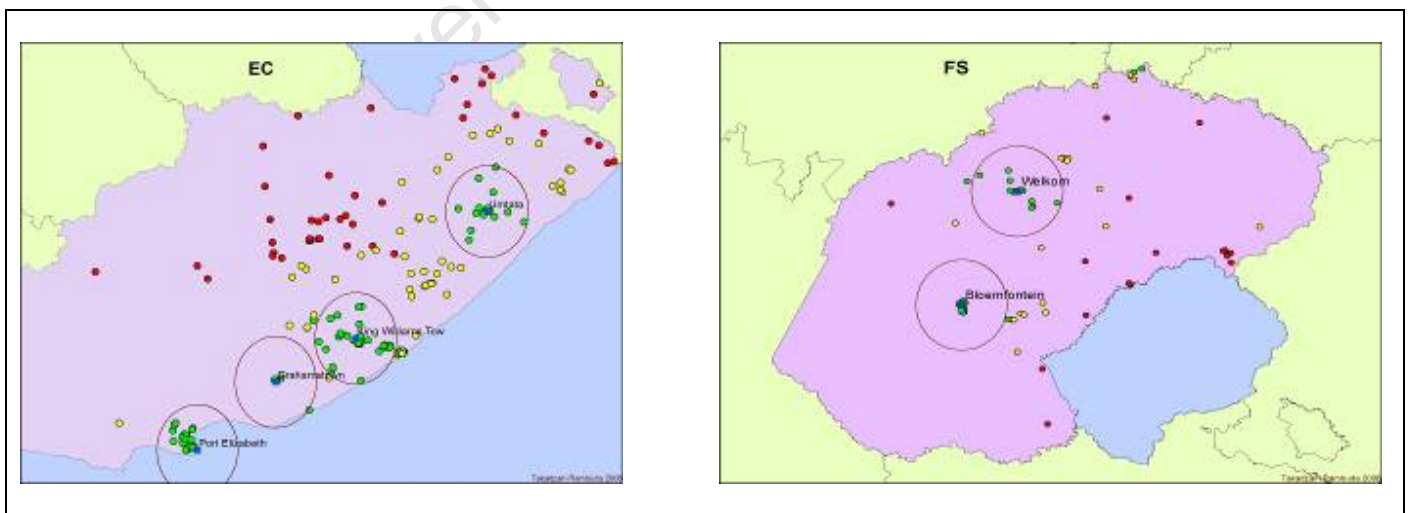 EC
Umtata
King Williams Tow
Grahamstown
Port Elizabeth
FS
Welkom
Bloemfontein